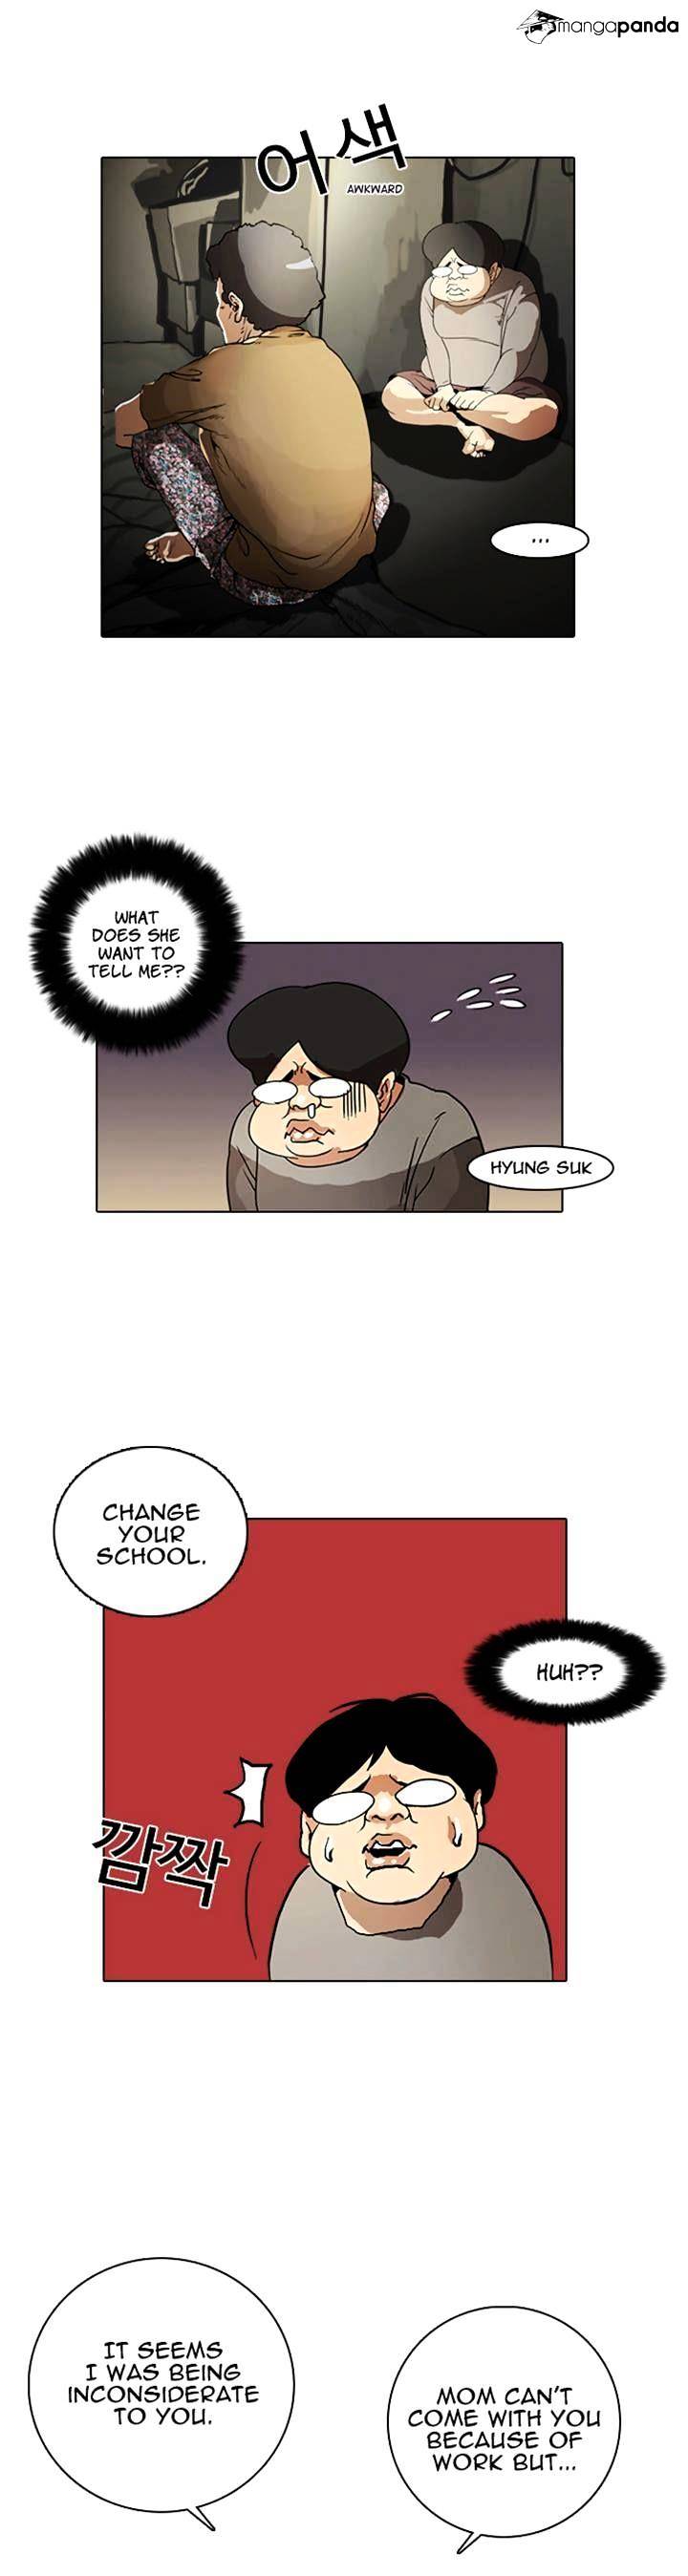 mangapanda
어색
AWKWARD
...
WHAT
DOES SHE
WANT TO
TELL ME??
HYUNG SUK
CHANGE
YOUR
SCHOOL.
HUH??
깜짝
IT SEEMS
I WAS BEING
INCONSIDERATE
TO YOU.
MOM CAN'T
COME WITH YOU
BECAUSE OF
WORK BUT...